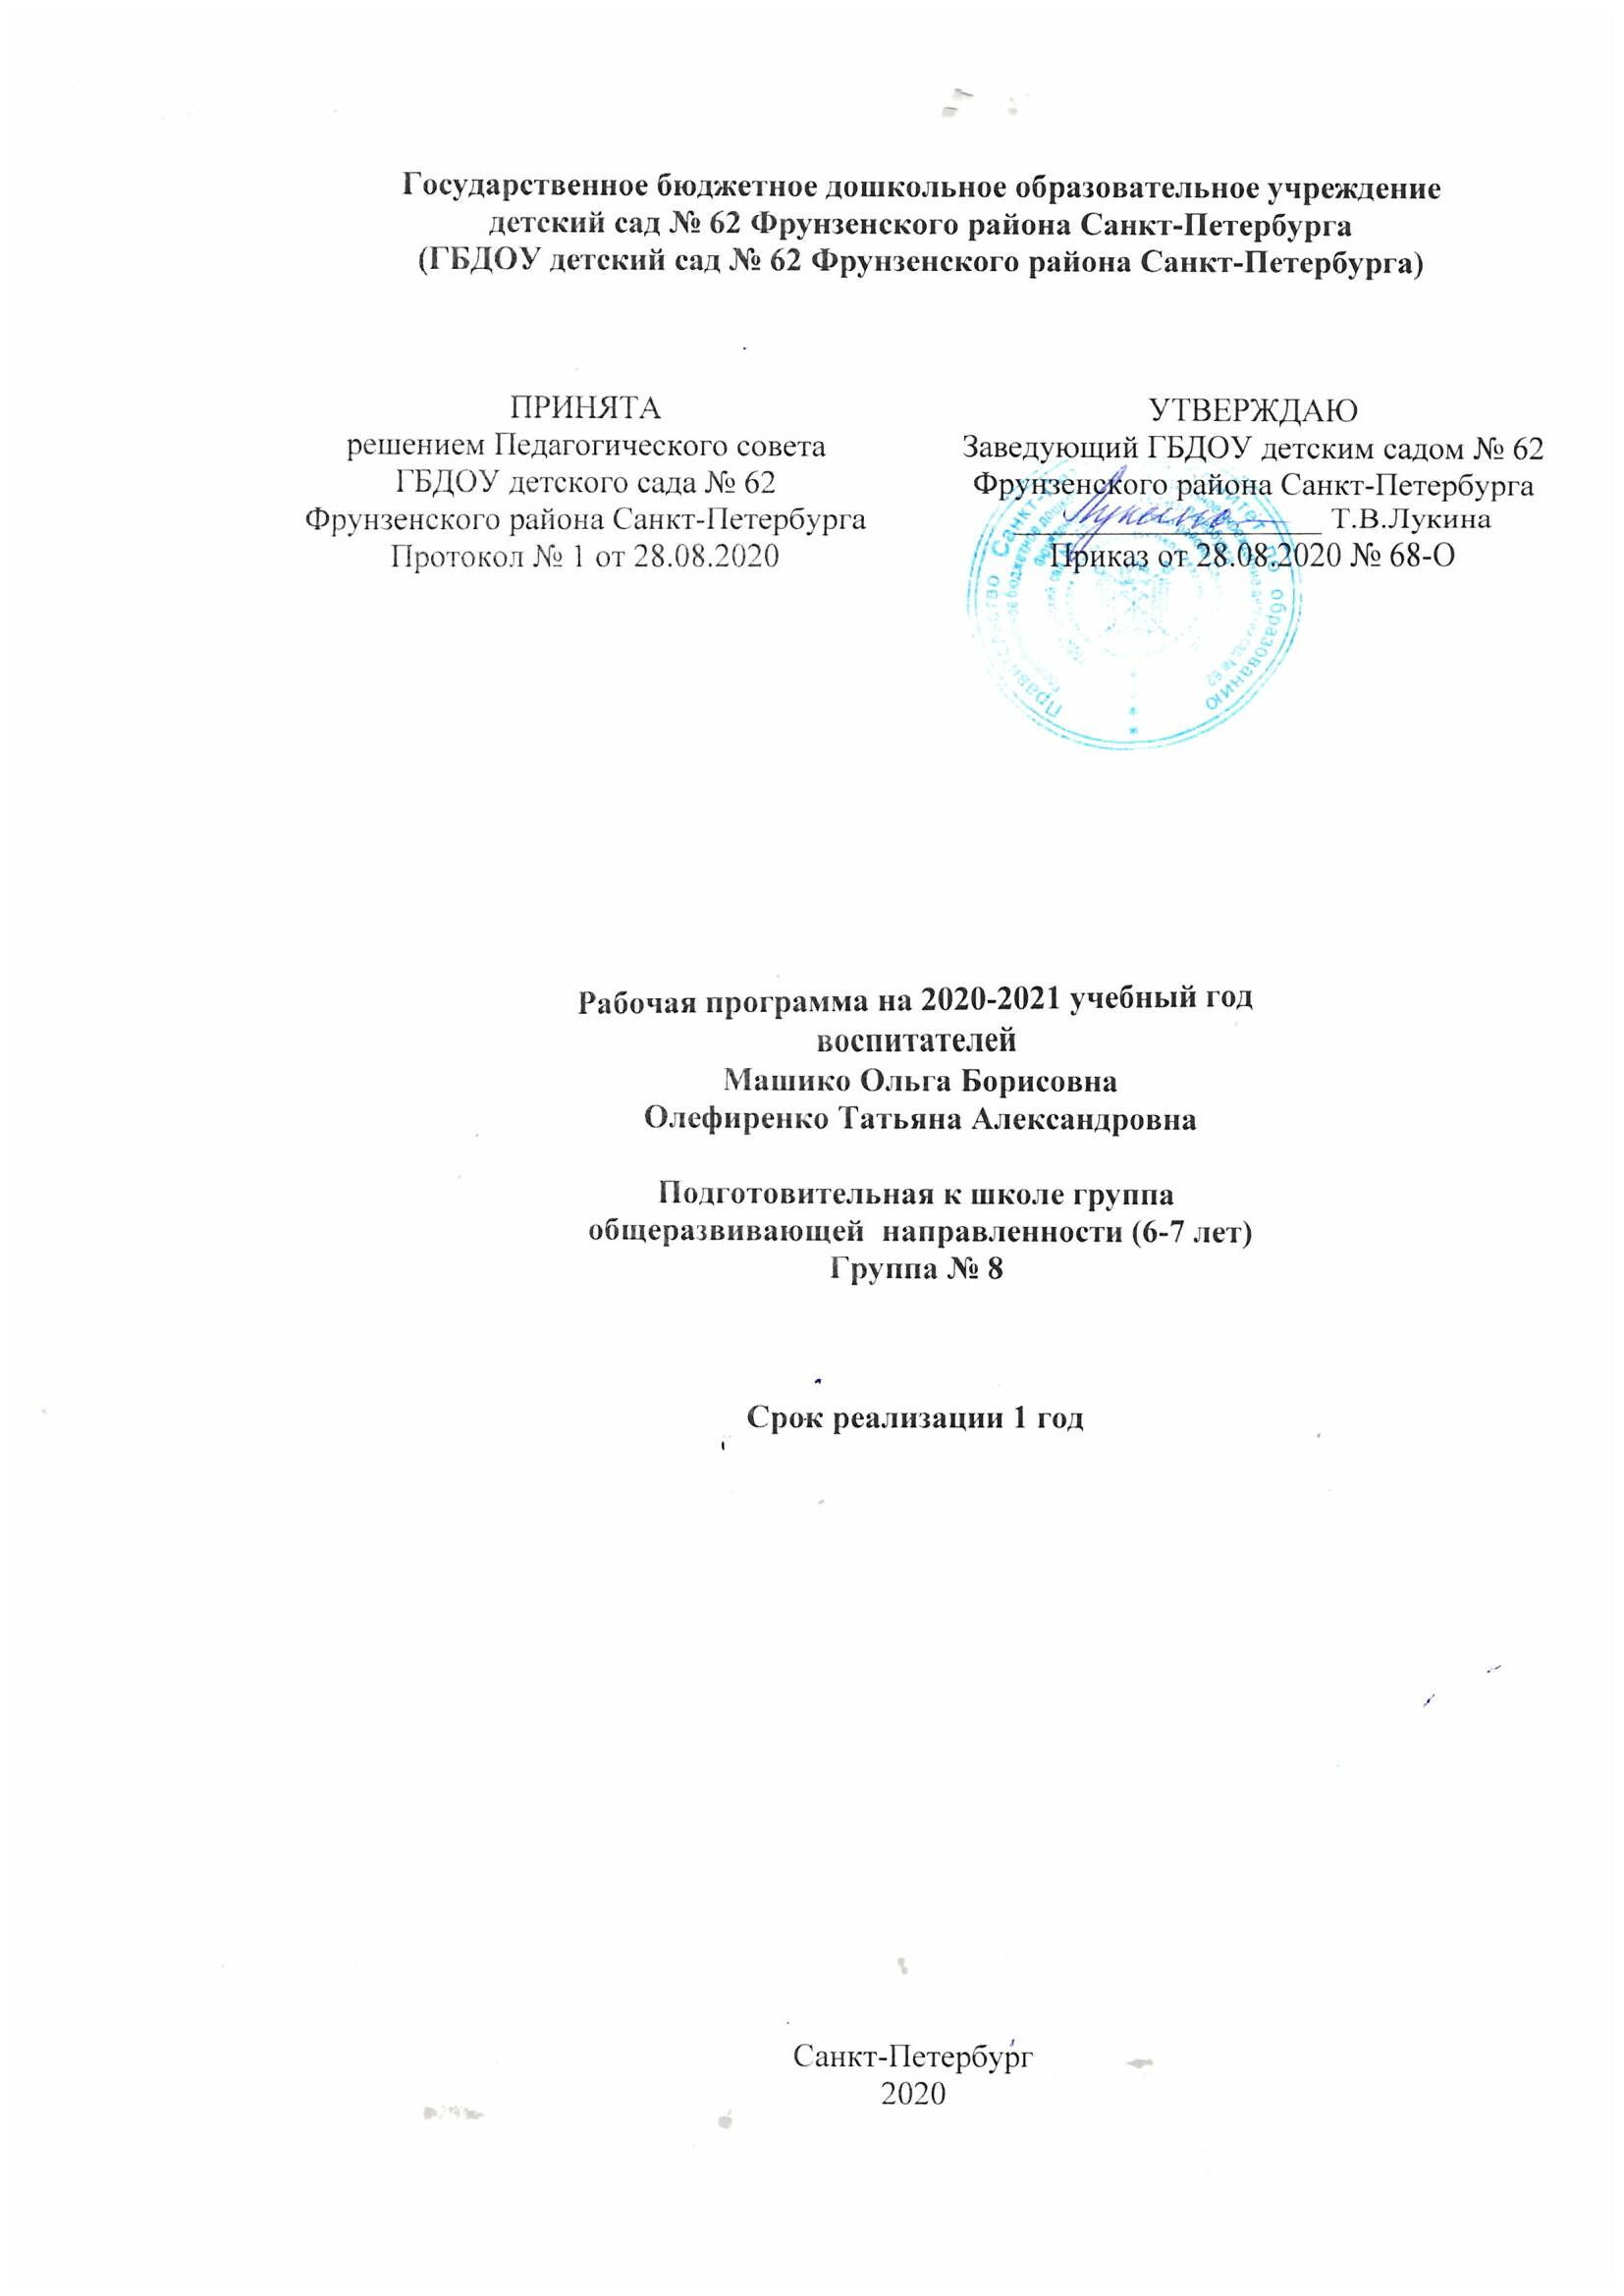 Государственное бюджетное дошкольное образовательное учреждение
детский сад № 62 Фрунзенского района Санкт-Петербурга
(ГБДОУ детский сад № 62 Фрунзенского района Санкт-Петербурга)
ПРИНЯТА
решением Педагогического совета
ГБДОУ детского сада № 62
Фрунзенского района Санкт-Петербурга
Протокол № 1 от 28.08.2020
УТВЕРЖДАЮ
Заведующий ГБДОУ детским садом № 62
Фрунзенского района Санкт-Петербурга
Т.В.Лукина
Приказ от 28.08.2020 № 68-О
по образованию
Рабочая программа на 2020-2021 учебный год
воспитателей
Машико Ольга Борисовна
Олефиренко Татьяна Александровна
Подготовительная к школе группа
общеразвивающей  направленности (6-7 лет)
Группа № 8
Срок реализации 1 год
Санкт-Петербург
2020